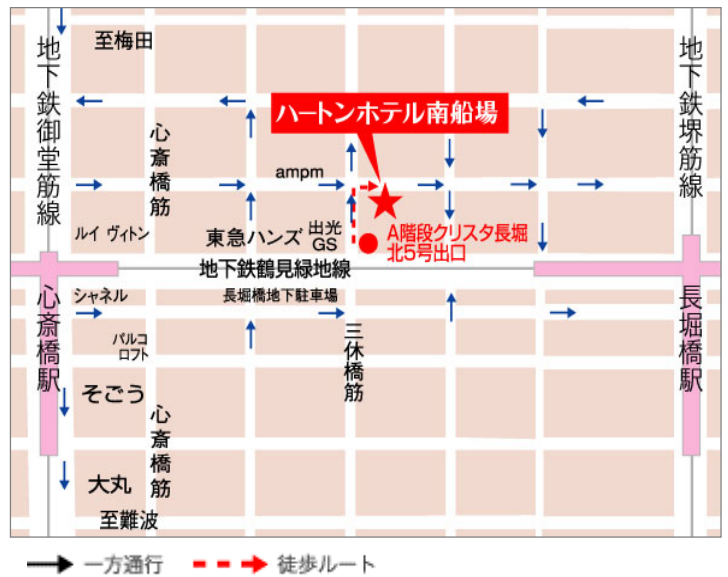 至梅田
地下鉄御堂筋線
地下鉄堺筋線
ハートンホテル南船場
心斎橋筋
ampm
ルイ ヴィトン
東急ハンズ
出光
GS
A階段クリスタ長堀
北5号出口
地下鉄鶴見緑地線
心斎橋駅
シャネル
長堀橋地下駐車場
長堀橋駅
パルコ
ロフト
三休橋筋
そごう
心斎橋筋
大丸
至難波
一方通行
徒歩ルート